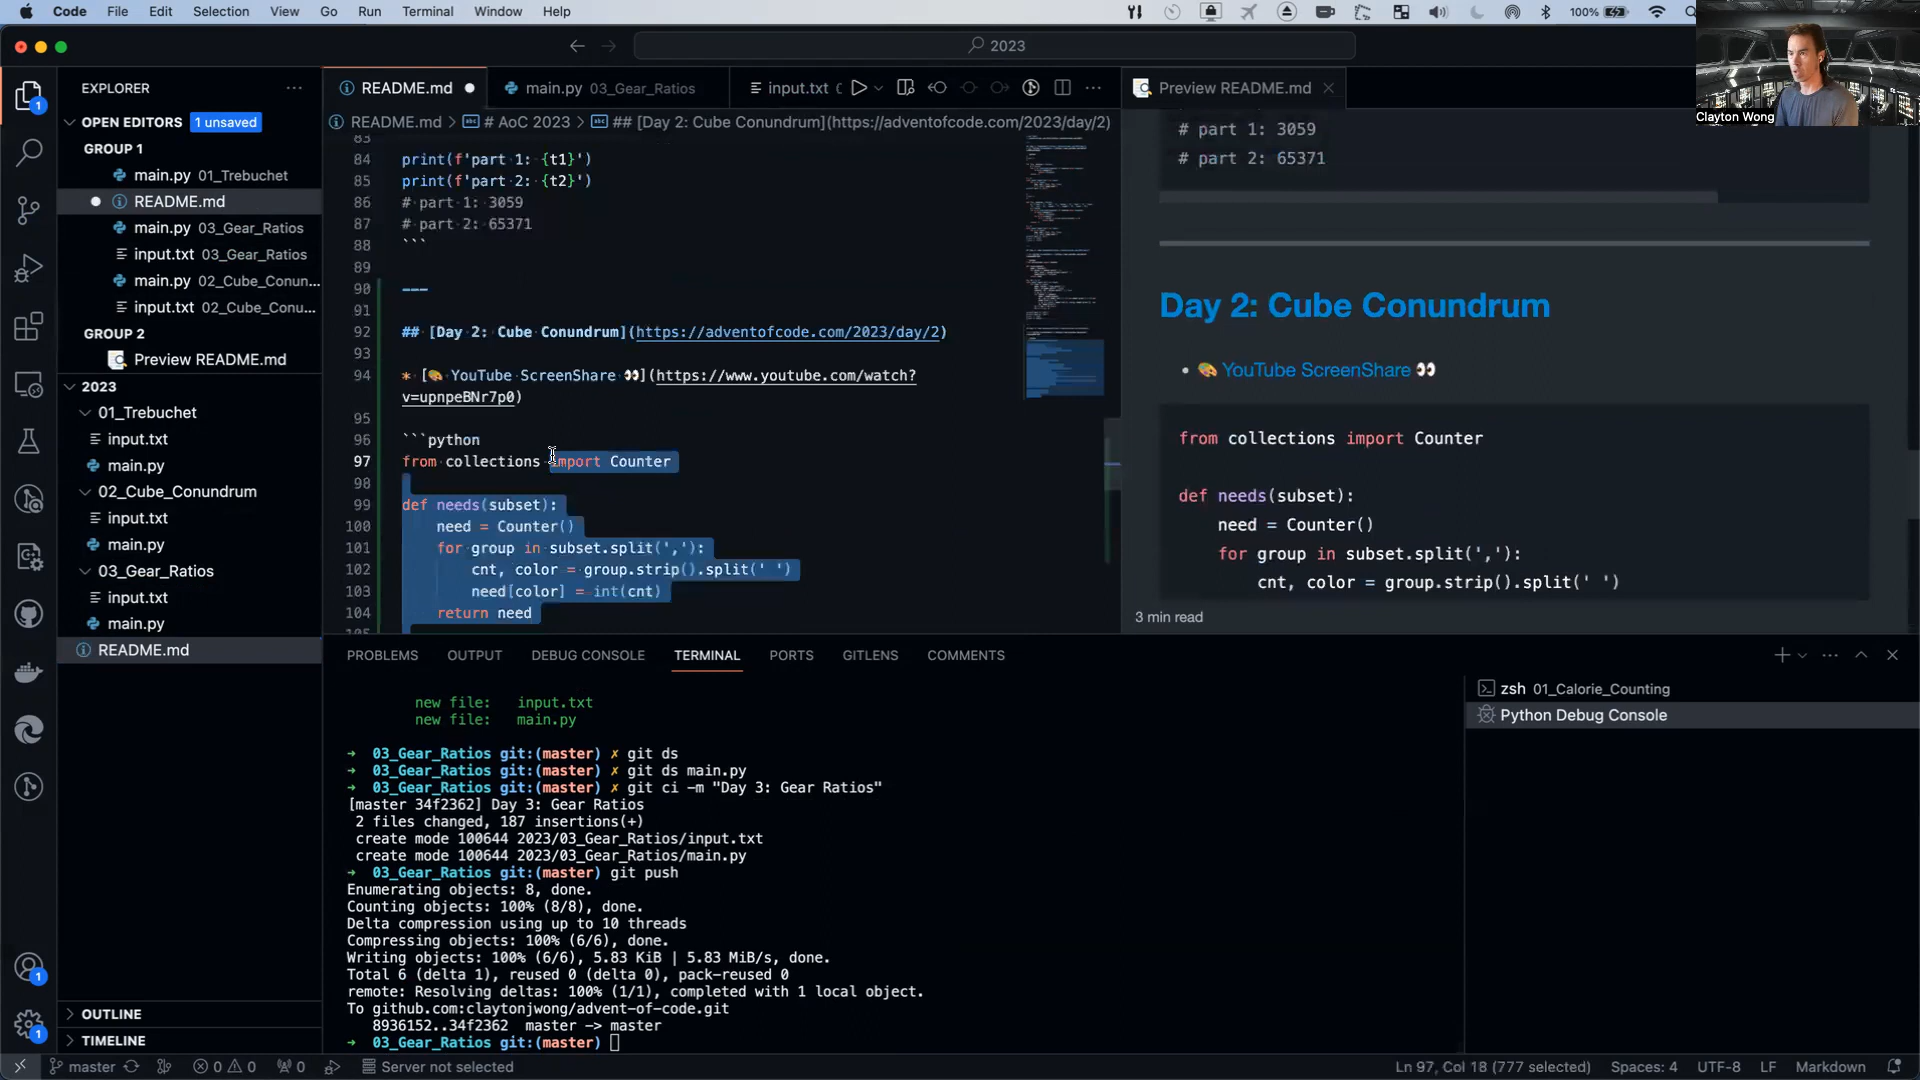 Code File Edit Selection View Go Run Terminal Window Help
100%
2023
Clayton Wong
EXPLORER
OPEN EDITORS 1 unsaved
GROUP 1
main.py 01_Trebuchet
README.md
main.py 03_Gear_Ratios
input.txt 03_Gear_Ratios
main.py 02_Cube_Conun...
input.txt 02_Cube_Conu...
GROUP 2
Preview README.md
2023
01_Trebuchet
input.txt
main.py
02_Cube_Conundrum
input.txt
main.py
03_Gear_Ratios
input.txt
main.py
README.md
OUTLINE
TIMELINE
README.md main.py 03_Gear_Ratios input.txt
README.md > # AoC 2023 > ## [Day 2: Cube Conundrum](https://adventofcode.com/2023/day/2)
83
84 print(f'part 1: {t1}')
85 print(f'part 2: {t2}')
86 # part 1: 3059
87 # part 2: 65371
88 ```
89
90 ---
91
92 ## [Day 2: Cube Conundrum](https://adventofcode.com/2023/day/2)
93
94 * [🎨 YouTube ScreenShare 👀](https://www.youtube.com/watch?
v=upnpeBNr7p0)
95
96 ```python
97 from collections import Counter
98
99 def needs(subset):
100 need = Counter()
101 for group in subset.split(','):
102 cnt, color = group.strip().split(' ')
103 need[color] = int(cnt)
104 return need
105
Preview README.md
# part 1: 3059
# part 2: 65371
Day 2: Cube Conundrum
• 🎨 YouTube ScreenShare 👀
from collections import Counter
def needs(subset):
need = Counter()
for group in subset.split(','):
cnt, color = group.strip().split(' ')
3 min read
PROBLEMS OUTPUT DEBUG CONSOLE TERMINAL PORTS GITLENS COMMENTS
new file: input.txt
new file: main.py
→ 03_Gear_Ratios git:(master) ✗ git ds
→ 03_Gear_Ratios git:(master) ✗ git ds main.py
→ 03_Gear_Ratios git:(master) ✗ git ci -m "Day 3: Gear Ratios"
[master 34f2362] Day 3: Gear Ratios
2 files changed, 187 insertions(+)
create mode 100644 2023/03_Gear_Ratios/input.txt
create mode 100644 2023/03_Gear_Ratios/main.py
→ 03_Gear_Ratios git:(master) git push
Enumerating objects: 8, done.
Counting objects: 100% (8/8), done.
Delta compression using up to 10 threads
Compressing objects: 100% (6/6), done.
Writing objects: 100% (6/6), 5.83 KiB | 5.83 MiB/s, done.
Total 6 (delta 1), reused 0 (delta 0), pack-reused 0
remote: Resolving deltas: 100% (1/1), completed with 1 local object.
To github.com:claytonjwong/advent-of-code.git
8936152..34f2362 master -> master
→ 03_Gear_Ratios git:(master)
zsh 01_Calorie_Counting
Python Debug Console
1
1
1
master 0 0 0 Server not selected
Ln 97, Col 18 (777 selected) Spaces: 4 UTF-8 LF Markdown